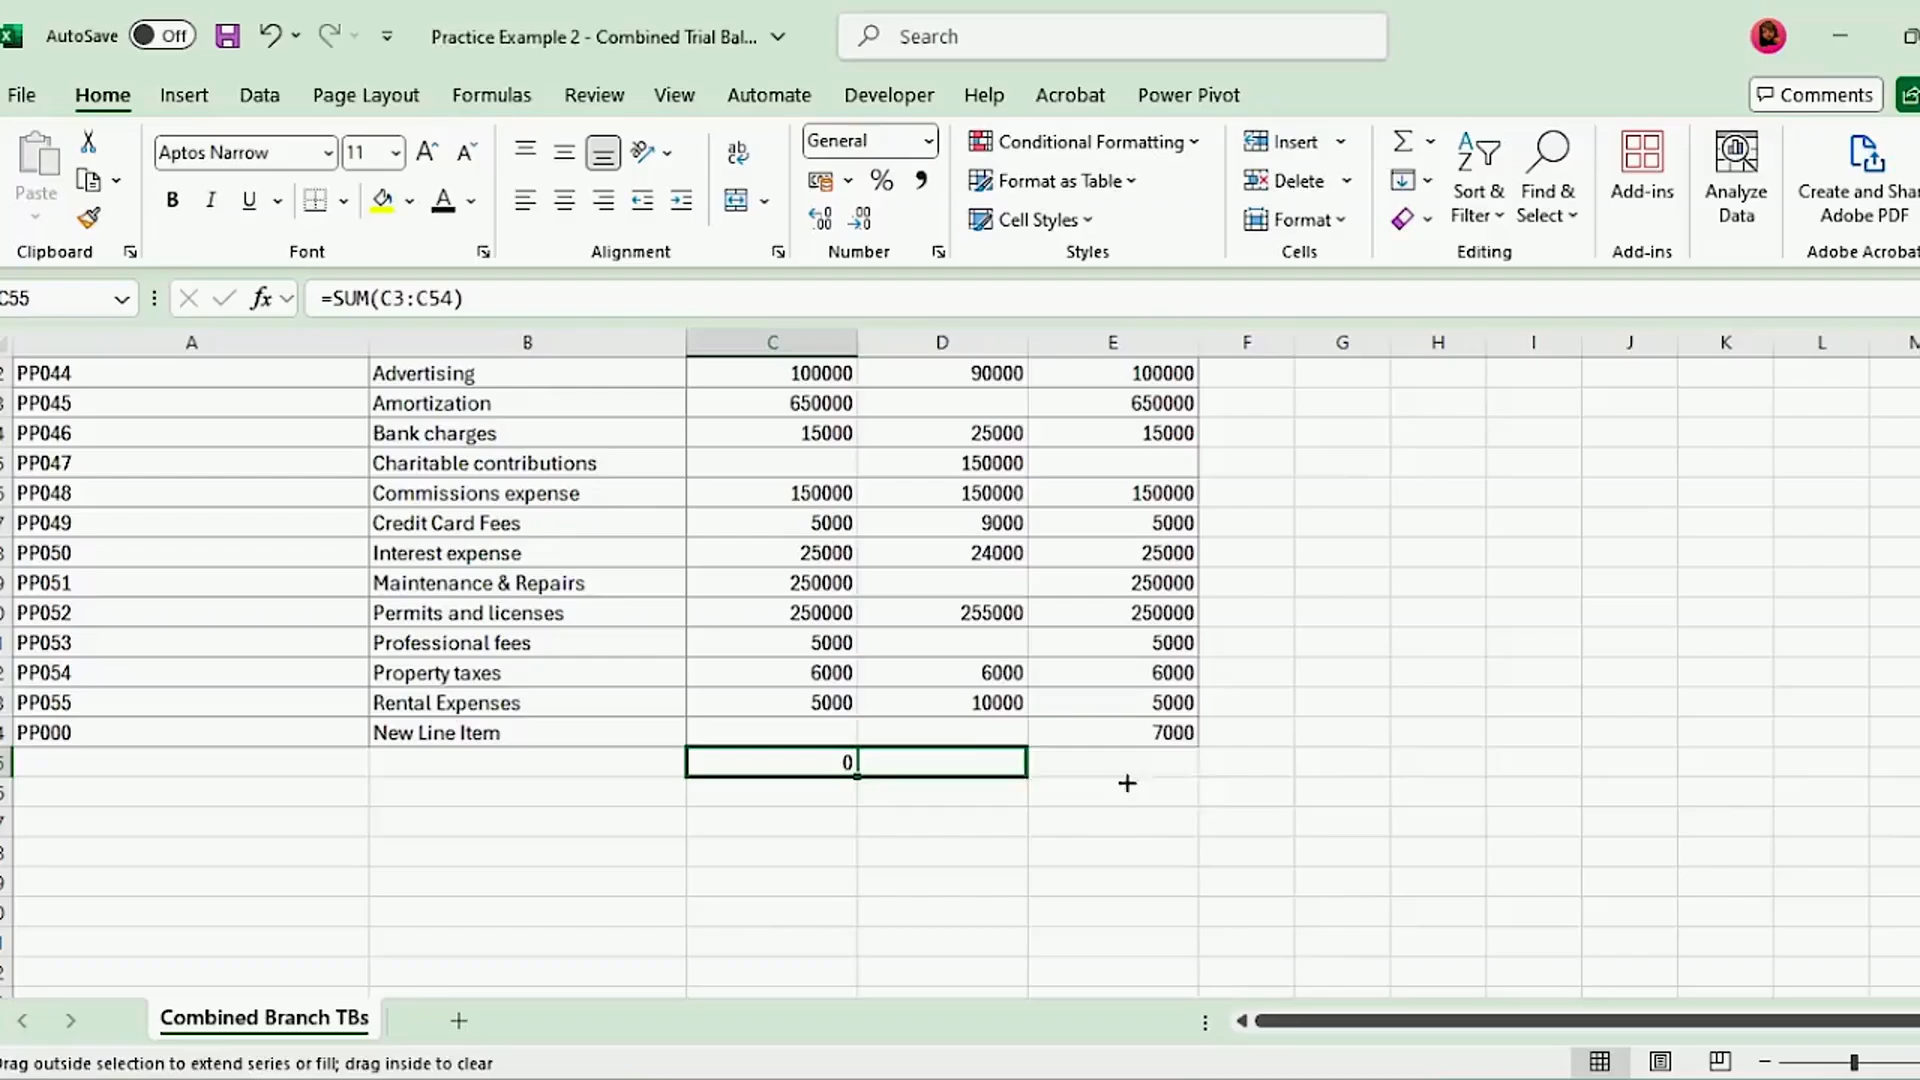 AutoSave Off Practice Example 2 - Combined Trial Bal... Search
File Home Insert Data Page Layout Formulas Review View Automate Developer Help Acrobat Power Pivot Comments
Paste
Clipboard
Aptos Narrow 11
B I U
Font
ab
Alignment
General
% 9
Number
Conditional Formatting
Format as Table
Cell Styles
Styles
Insert
Delete
Format
Cells
Sort &
Filter
Find &
Select
Editing
Add-ins
Add-ins
Analyze
Data
Create and Shar
Adobe PDF
Adobe Acrobat
C55 fx =SUM(C3:C54)
A B C D E F G H I J K L M
PP044 Advertising 100000 90000 100000
PP045 Amortization 650000 650000
PP046 Bank charges 15000 25000 15000
PP047 Charitable contributions 150000
PP048 Commissions expense 150000 150000 150000
PP049 Credit Card Fees 5000 9000 5000
PP050 Interest expense 25000 24000 25000
PP051 Maintenance & Repairs 250000 250000
PP052 Permits and licenses 250000 255000 250000
PP053 Professional fees 5000 5000
PP054 Property taxes 6000 6000 6000
PP055 Rental Expenses 5000 10000 5000
PP000 New Line Item 7000
0
Combined Branch TBs
Drag outside selection to extend series or fill; drag inside to clear